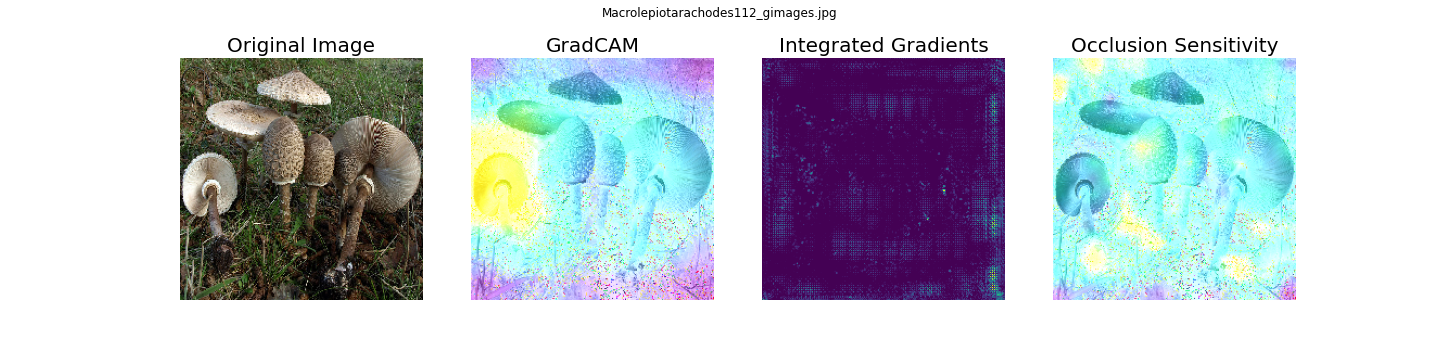 Macrolepiotarachodes112_gimages.jpg
Original Image
GradCAM
Integrated Gradients
Occlusion Sensitivity